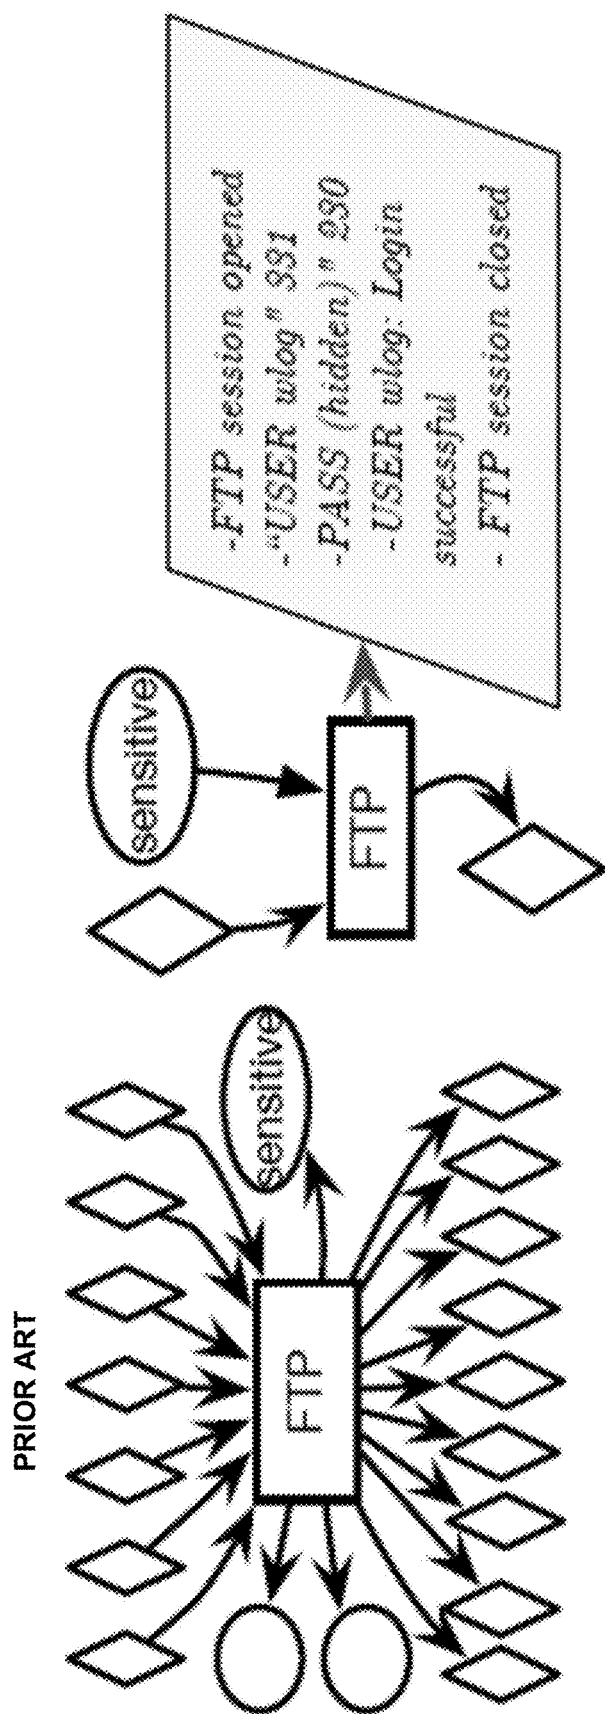 PRIOR ART
FTP
sensitive
FTP
sensitive
-FTP session opened
-"USER wlog" 331
-PASS (hidden)" 230
-USER wlog: Login
successful
- FTP session closed